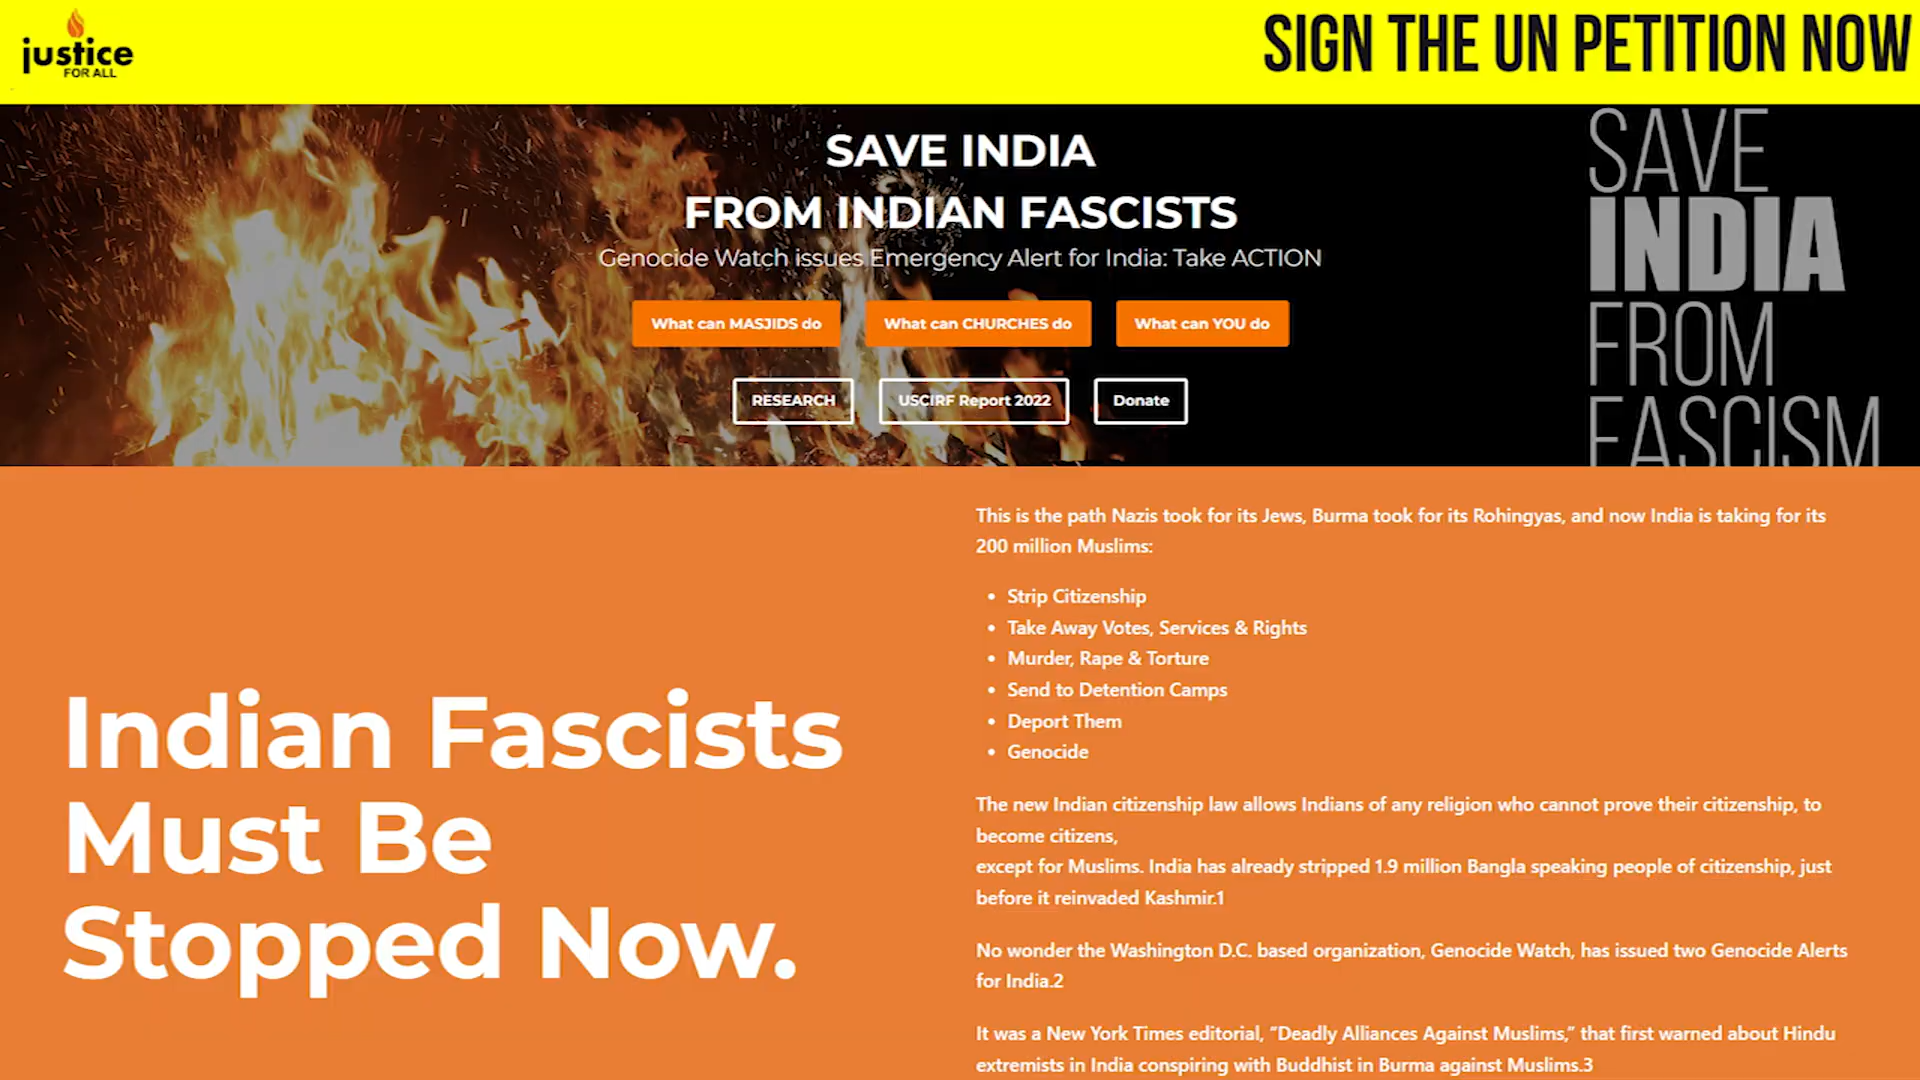 justice
FOR ALL
SIGN THE UN PETITION NOW
SAVE INDIA
FROM INDIAN FASCISTS
Genocide Watch issues Emergency Alert for India: Take ACTION
What can MASJIDS do
What can CHURCHES do
What can YOU do
RESEARCH
USCIRF Report 2022
Donate
SAVE
INDIA
FROM
FASCISM
Indian Fascists
Must Be
Stopped Now.
This is the path Nazis took for its Jews, Burma took for its Rohingyas, and now India is taking for its
200 million Muslims:
• Strip Citizenship
• Take Away Votes, Services & Rights
• Murder, Rape & Torture
• Send to Detention Camps
• Deport Them
• Genocide
The new Indian citizenship law allows Indians of any religion who cannot prove their citizenship, to
become citizens,
except for Muslims. India has already stripped 1.9 million Bangla speaking people of citizenship, just
before it reinvaded Kashmir.1
No wonder the Washington D.C. based organization, Genocide Watch, has issued two Genocide Alerts
for India.2
It was a New York Times editorial, “Deadly Alliances Against Muslims,” that first warned about Hindu
extremists in India conspiring with Buddhist in Burma against Muslims.3